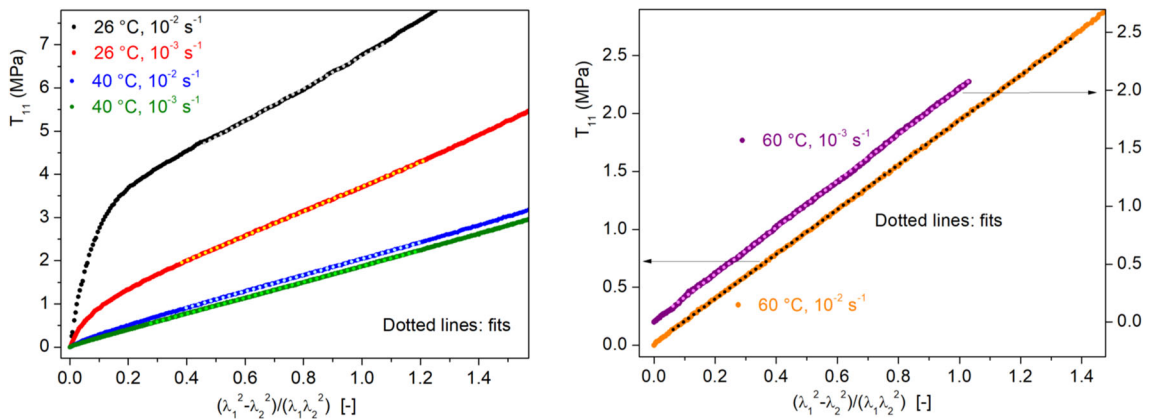 26 °C, 10⁻² s⁻¹
26 °C, 10⁻³ s⁻¹
40 °C, 10⁻² s⁻¹
40 °C, 10⁻³ s⁻¹
T₁₁ (MPa)
7
6
5
4
3
2
1
0
Dotted lines: fits
0.0 0.2 0.4 0.6 0.8 1.0 1.2 1.4
(λ₁²-λ₂²)/(λ₁λ₂²) [-]
T₁₁ (MPa)
2.5
2.0
1.5
1.0
0.5
0.0
60 °C, 10⁻³ s⁻¹
Dotted lines: fits
60 °C, 10⁻² s⁻¹
2.5
2.0
1.5
1.0
0.5
0.0
0.0 0.2 0.4 0.6 0.8 1.0 1.2 1.4
(λ₁²-λ₂²)/(λ₁λ₂²) [-]